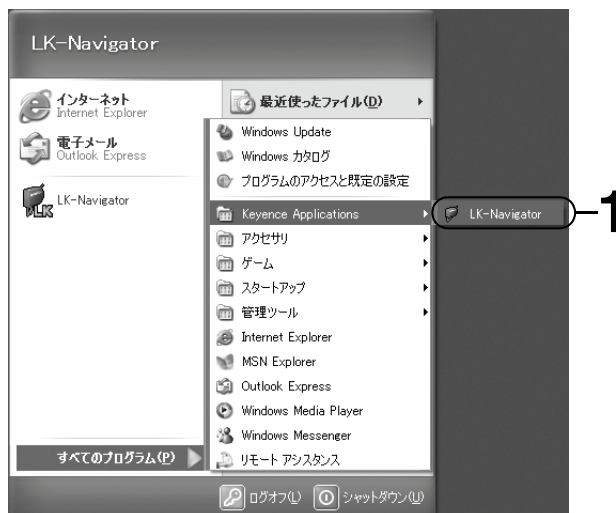 LK-Navigator
インターネット
Internet Explorer
電子メール
Outlook Express
LK-Navigator
最近使ったファイル(D)
Windows Update
Windows カタログ
プログラムのアクセスと既定の設定
Keyence Applications
アクセサリ
ゲーム
スタートアップ
管理ツール
Internet Explorer
MSN Explorer
Outlook Express
Windows Media Player
Windows Messenger
リモート アシスタンス
LK-Navigator
1
すべてのプログラム(P)
ログオフ(L)
シャットダウン(U)